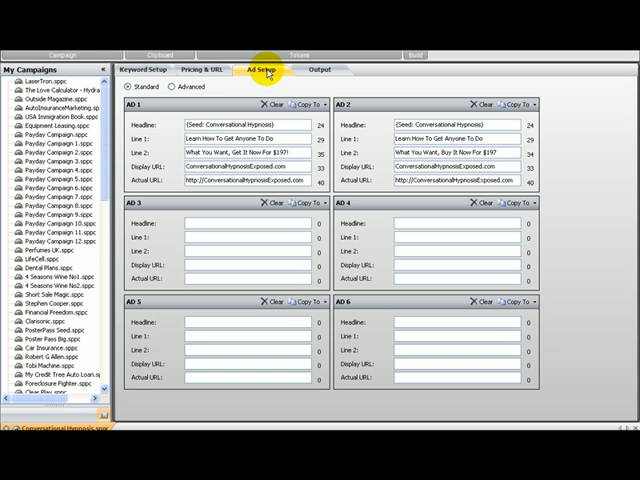 Campaign Clipboard Tokens Build
My Campaigns «
Keyword Setup Pricing & URL Ad Setup Output
Standard Advanced
LaserTron.sppc
The Love Calculator - Hydra
Outside Magazine.sppc
AutoInsuranceMarketing.sp
USA Immigration Book.sppc
Equipment Leasing.sppc
Payday Campaign .sppc
Payday Campaign 1.sppc
Payday Campaign 2.sppc
Payday Campaign 3.sppc
Payday Campaign 4.sppc
Payday Campaign 5.sppc
Payday Campaign 6.sppc
Payday Campaign 7.sppc
Payday Campaign 8.sppc
Payday Campaign 9.sppc
Payday Campaign 10.sppc
Payday Campaign 11.sppc
Payday Campaign 12.sppc
Perfumes UK.sppc
LifeCell.sppc
Dental Plans.sppc
4 Seasons Wine No1.sppc
4 Seasons Wine No2.sppc
Short Sale Magic.sppc
Stephen Cooper.sppc
Financial Freedom.sppc
Clarisonic.sppc
PosterPass Seed.sppc
Poster Pass Big.sppc
Car Insurance.sppc
Robert G Allen.sppc
Tobi Machine.sppc
My Credit Tree Auto Loan.s
Foreclosure Fighter.sppc
Clear Play.sppc
AD 1 Clear Copy To
Headline: {Seed: Conversational Hypnosis} 24
Line 1: Learn How To Get Anyone To Do 29
Line 2: What You Want, Get It Now For $197! 35
Display URL: ConversationalHypnosisExposed.com 33
Actual URL: http://ConversationalHypnosisExposed.com 40
AD 2 Clear Copy To
Headline: {Seed: Conversational Hypnosis} 24
Line 1: Learn How To Get Anyone To Do 29
Line 2: What You Want, Buy It Now For $197 34
Display URL: ConversationalHypnosisExposed.com 33
Actual URL: http://ConversationalHypnosisExposed.com 40
AD 3 Clear Copy To
Headline: 0
Line 1: 0
Line 2: 0
Display URL: 0
Actual URL: 0
AD 4 Clear Copy To
Headline: 0
Line 1: 0
Line 2: 0
Display URL: 0
Actual URL: 0
AD 5 Clear Copy To
Headline: 0
Line 1: 0
Line 2: 0
Display URL: 0
Actual URL: 0
AD 6 Clear Copy To
Headline: 0
Line 1: 0
Line 2: 0
Display URL: 0
Actual URL: 0
Conversational Hypnosis.sppc